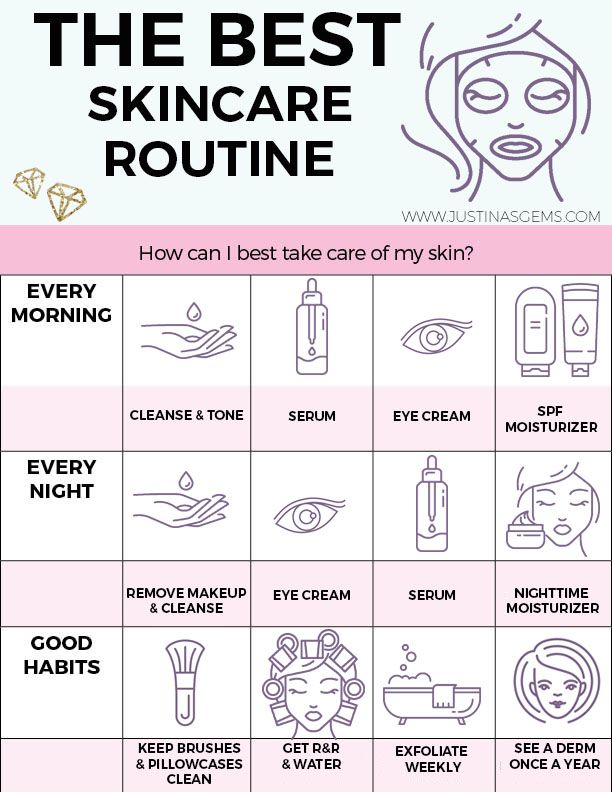 THE BEST
SKINCARE
ROUTINE
WWW.JUSTINASGEMS.COM
How can I best take care of my skin?
EVERY
MORNING
CLEANSE & TONE
SERUM
EYE CREAM
SPF
MOISTURIZER
EVERY
NIGHT
REMOVE MAKEUP
& CLEANSE
EYE CREAM
SERUM
NIGHTTIME
MOISTURIZER
GOOD
HABITS
KEEP BRUSHES
& PILLOWCASES
CLEAN
GET R&R
& WATER
EXFOLIATE
WEEKLY
SEE A DERM
ONCE A YEAR